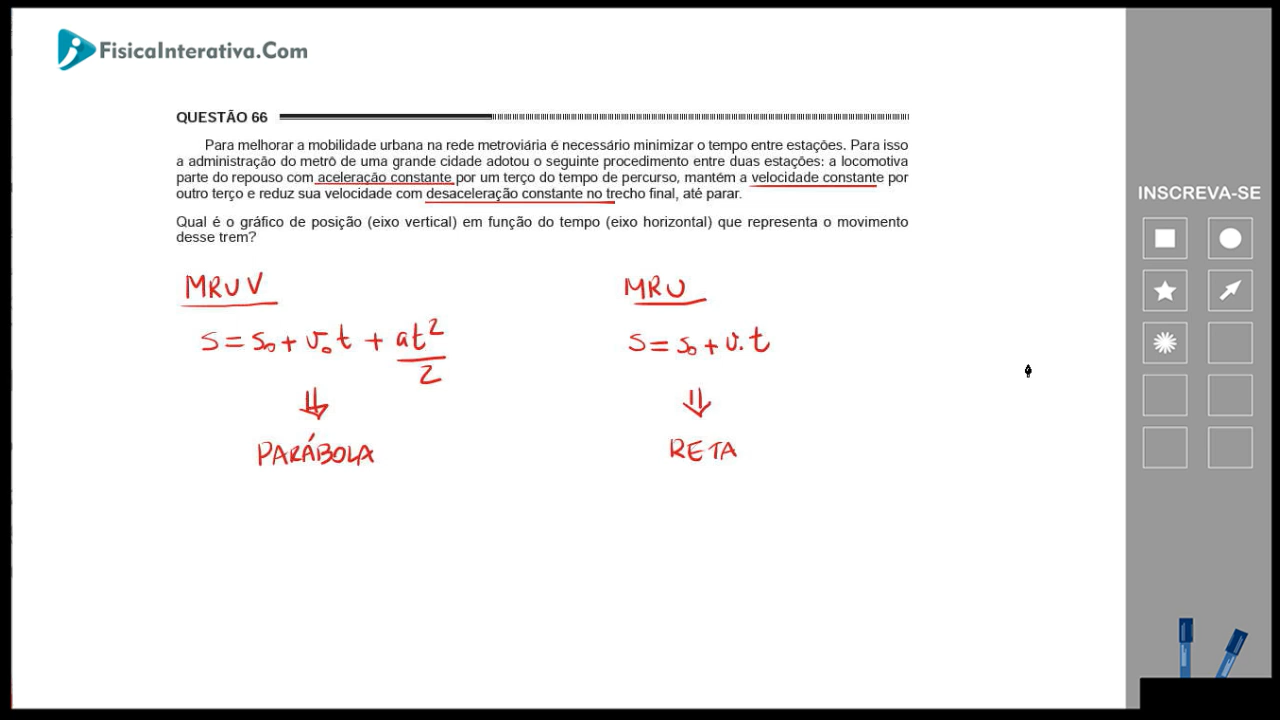 FisicaInterativa.Com
QUESTÃO 66
Para melhorar a mobilidade urbana na rede metroviária é necessário minimizar o tempo entre estações. Para isso
a administração do metrô de uma grande cidade adotou o seguinte procedimento entre duas estações: a locomotiva
parte do repouso com aceleração constante por um terço do tempo de percurso, mantém a velocidade constante por
outro terço e reduz sua velocidade com desaceleração constante no trecho final, até parar.
Qual é o gráfico de posição (eixo vertical) em função do tempo (eixo horizontal) que representa o movimento
desse trem?
INSCREVA-SE
MRUV MRU
S = S₀ + v₀t + at²/2 S = S₀ + v.t
⇓ ⇓
PARÁBOLA RETA